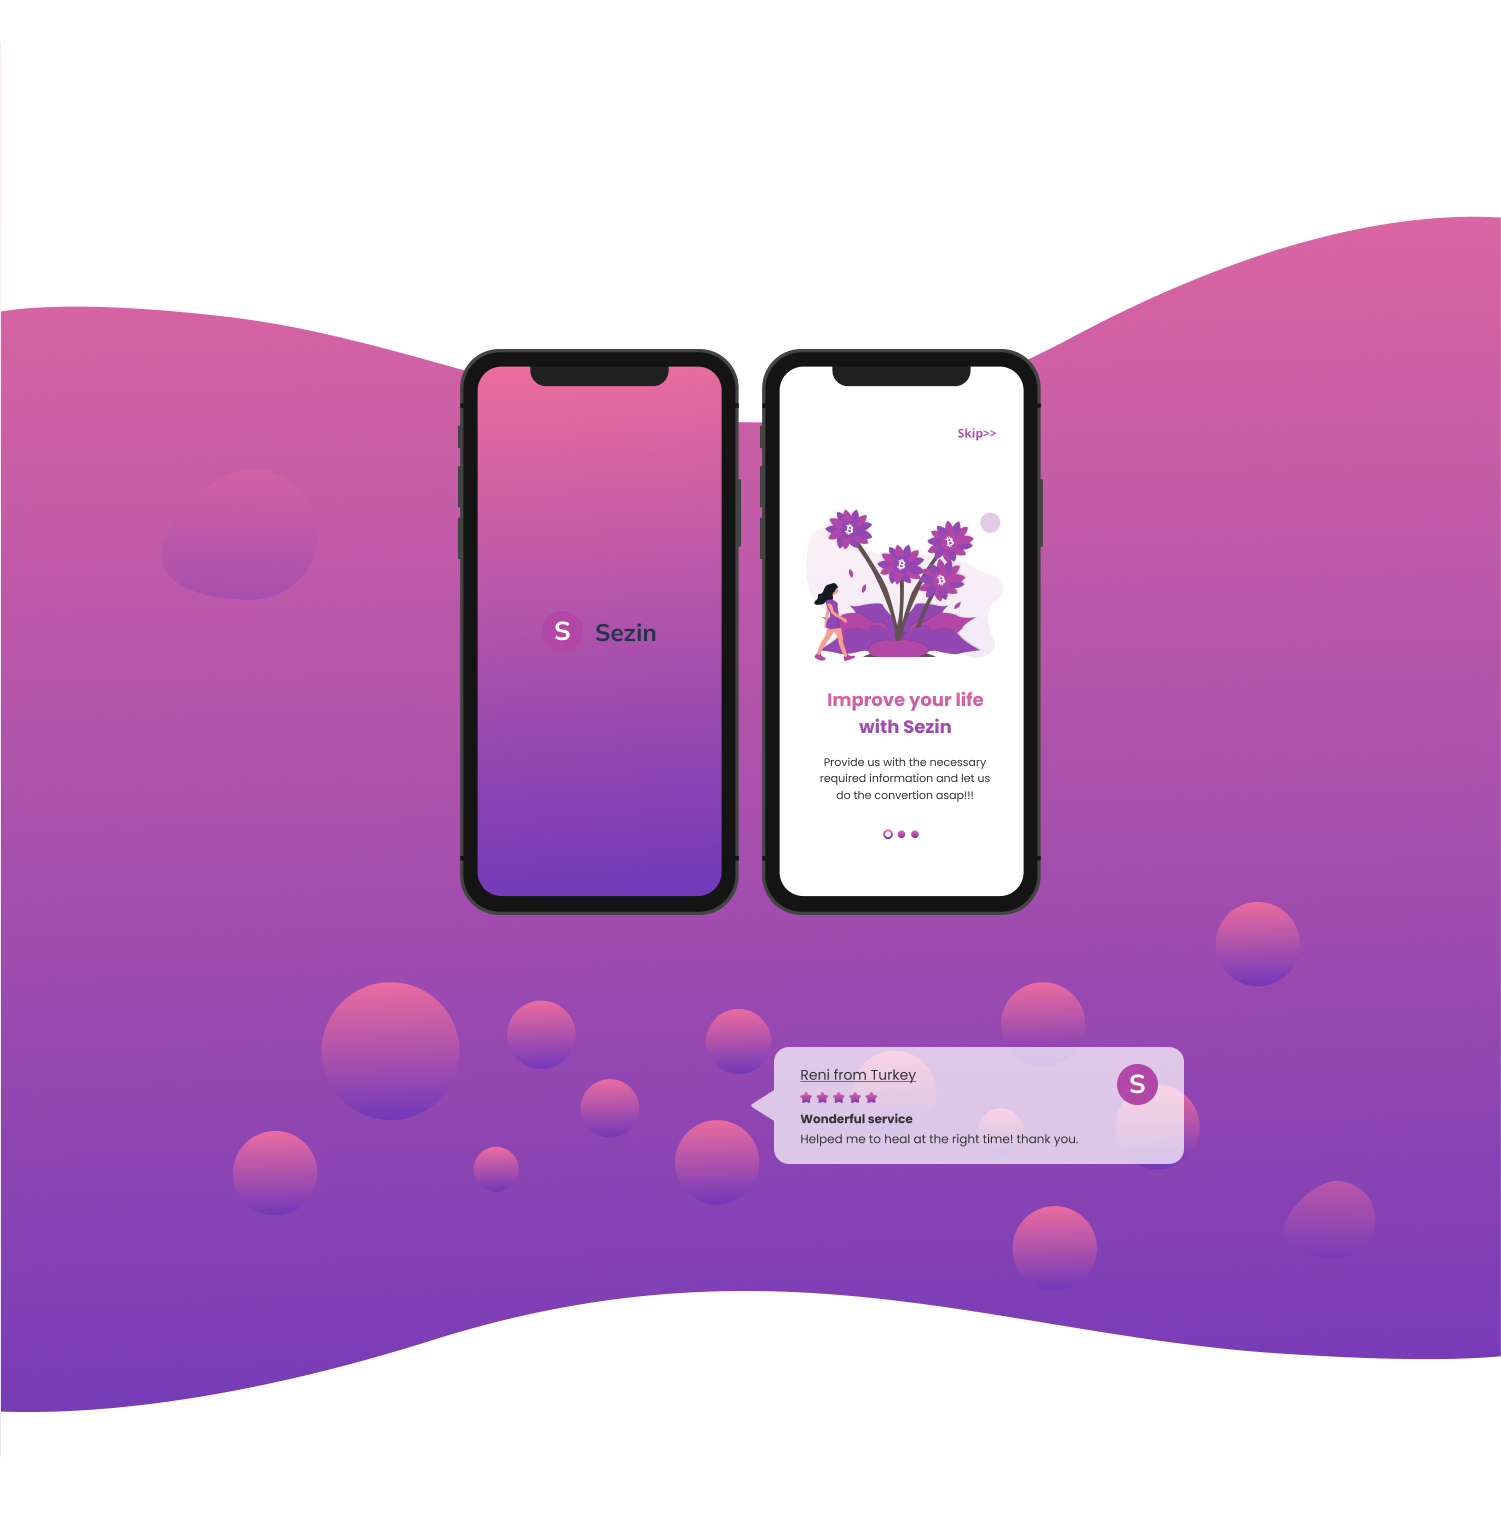 S Sezin
Skip>>
Improve your life
with Sezin
Provide us with the necessary
required information and let us
do the convertion asap!!!
Reni from Turkey
S
Wonderful service
Helped me to heal at the right time! thank you.